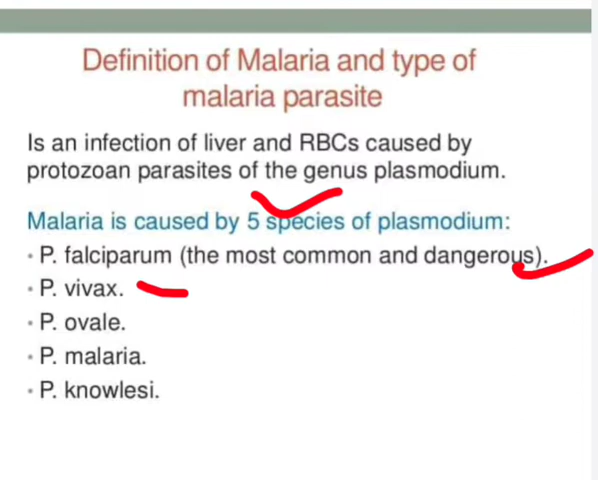 Definition of Malaria and type of
malaria parasite
Is an infection of liver and RBCs caused by
protozoan parasites of the genus plasmodium.
Malaria is caused by 5 species of plasmodium:
• P. falciparum (the most common and dangerous).
• P. vivax.
• P. ovale.
• P. malaria.
• P. knowlesi.